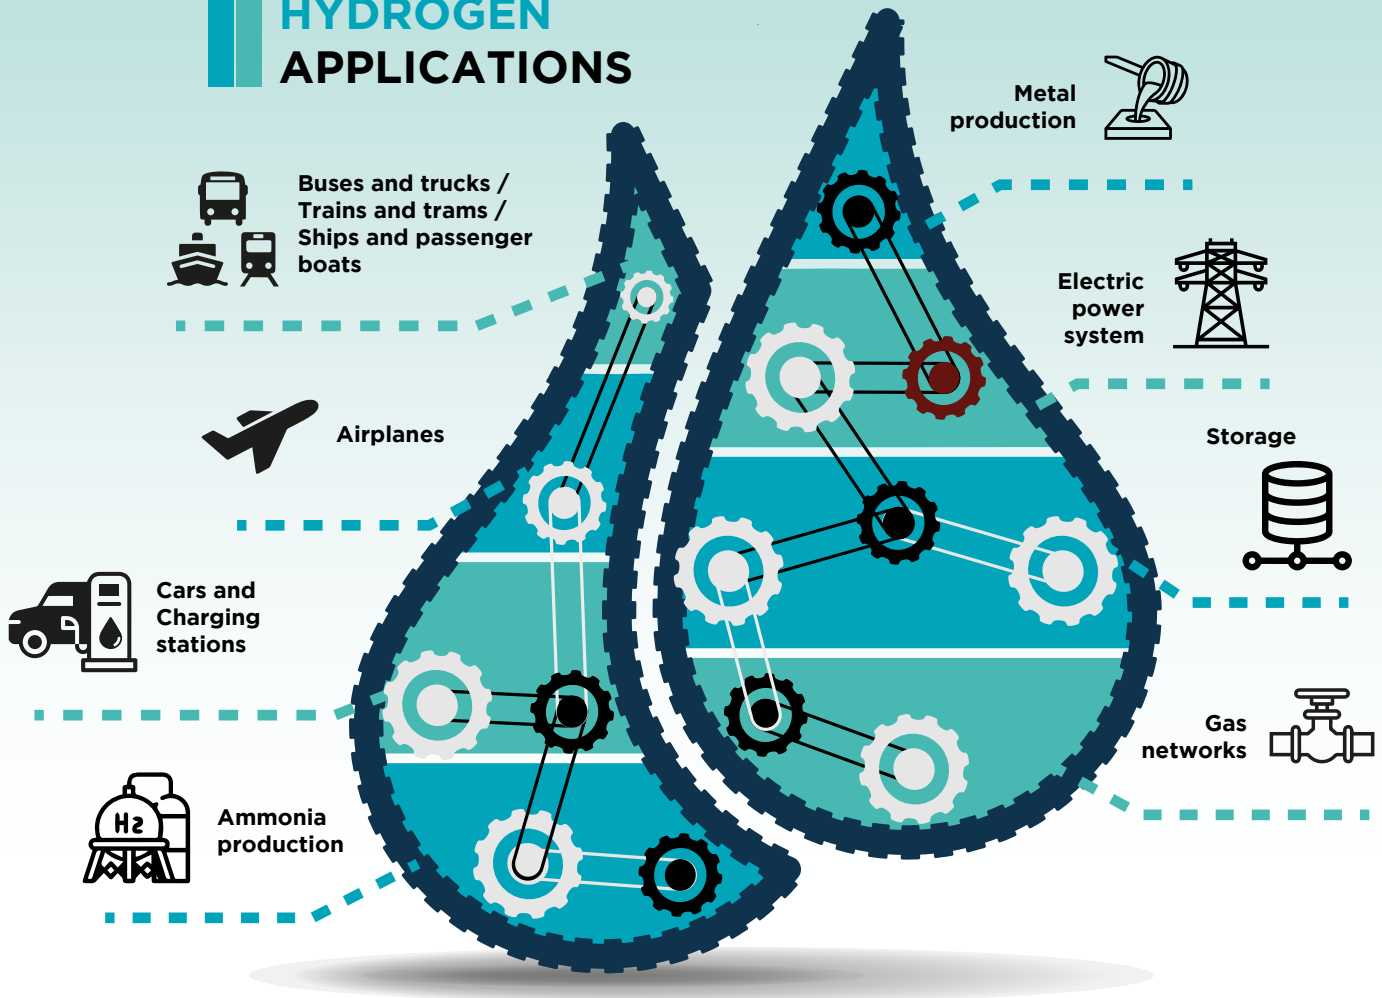 HYDROGEN
APPLICATIONS
Buses and trucks /
Trains and trams /
Ships and passenger
boats
Airplanes
Cars and
Charging
stations
H2
Ammonia
production
Metal
production
Electric
power
system
Storage
Gas
networks